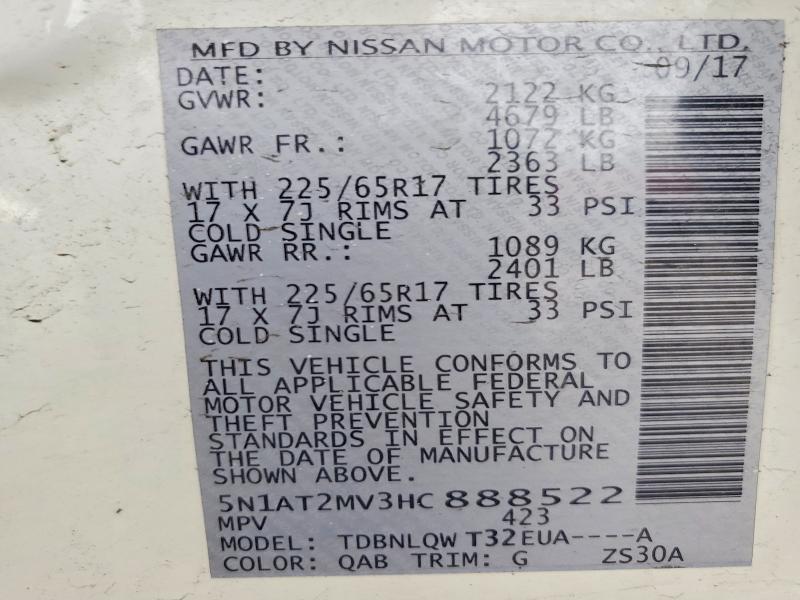 MFD BY NISSAN MOTOR CO., LTD.
DATE: 09/17
GVWR: 2122 KG
4679 LB
GAWR FR.: 1072 KG
2363 LB
WITH 225/65R17 TIRES
17 X 7J RIMS AT 33 PSI
COLD SINGLE
GAWR RR.: 1089 KG
2401 LB
WITH 225/65R17 TIRES
17 X 7J RIMS AT 33 PSI
COLD SINGLE
THIS VEHICLE CONFORMS TO
ALL APPLICABLE FEDERAL
MOTOR VEHICLE SAFETY AND
THEFT PREVENTION
STANDARDS IN EFFECT ON
THE DATE OF MANUFACTURE
SHOWN ABOVE.
5N1AT2MV3HC888522
MPV 423
MODEL: TDBNLQW T32EUA----A
COLOR: QAB TRIM: G ZS30A